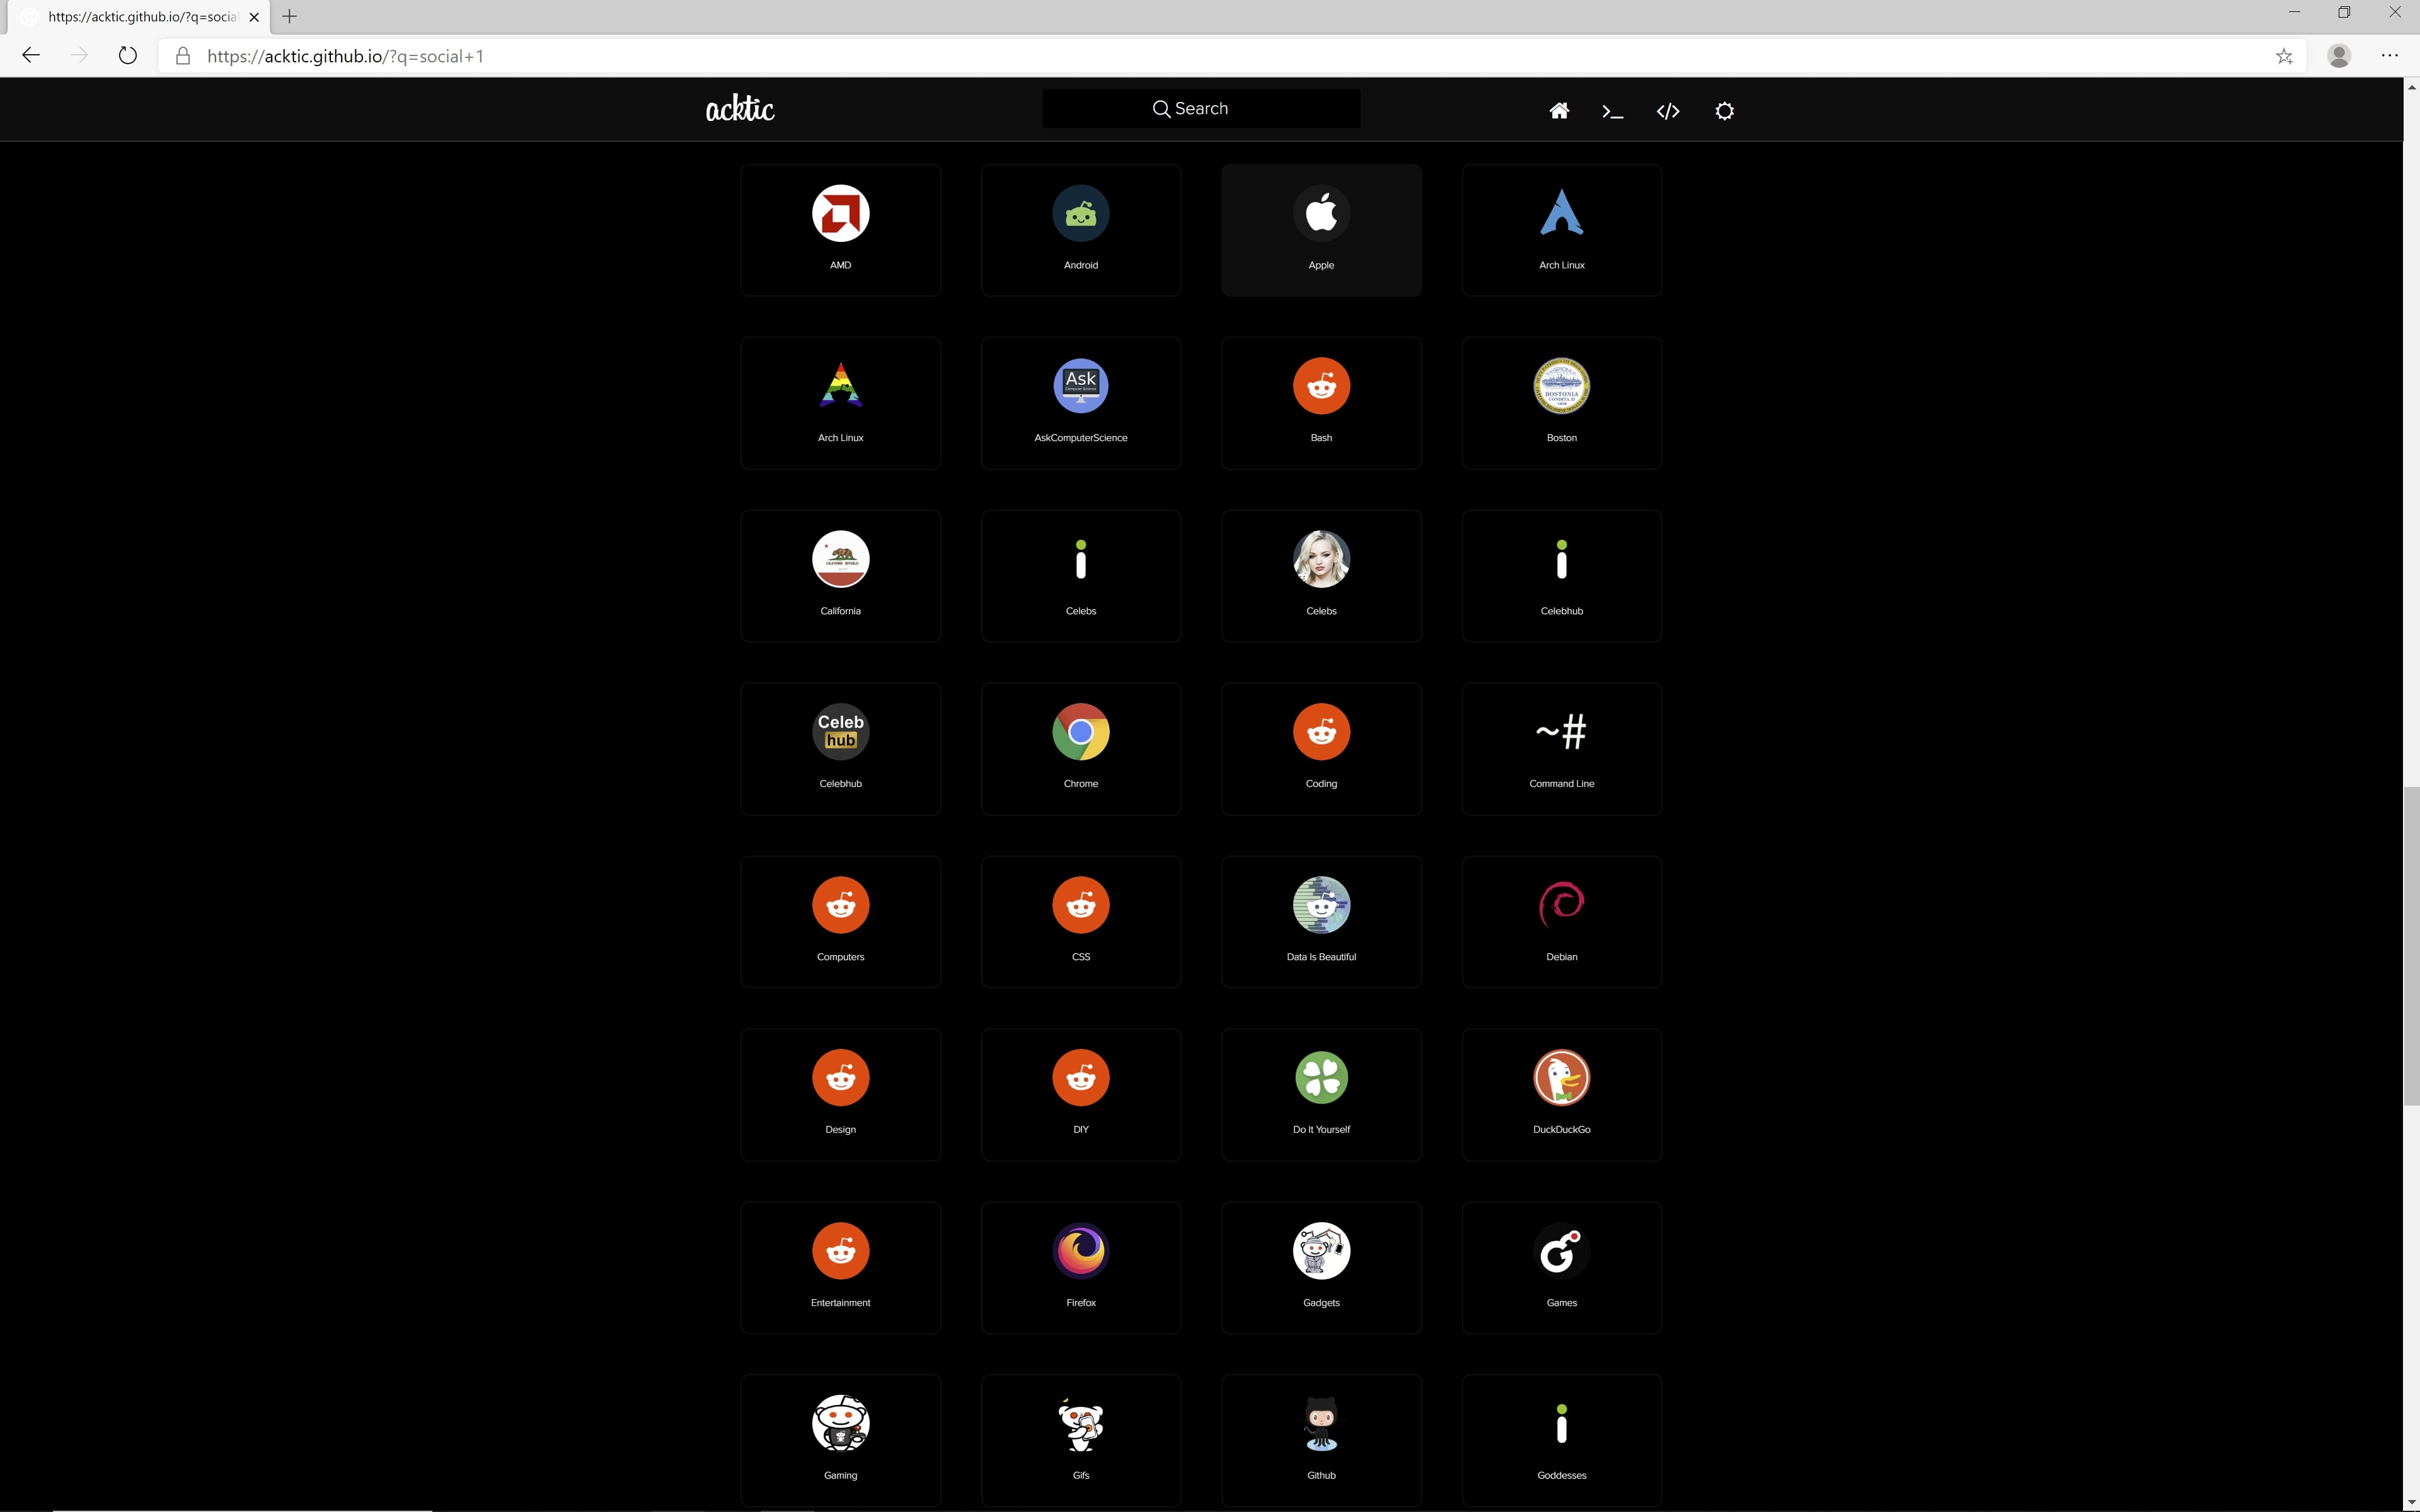 https://acktic.github.io/?q=socia
https://acktic.github.io/?q=social+1
acktic
Search
AMD
Android
Apple
Arch Linux
Ask
BOSTONIA
Arch Linux
AskComputerScience
Bash
Boston
CALIFORNIA REPUBLIC
California
Celebs
Celebs
Celebhub
Celeb
hub
~#
Celebhub
Chrome
Coding
Command Line
Computers
CSS
Data Is Beautiful
Debian
Design
DIY
Do It Yourself
DuckDuckGo
Entertainment
Firefox
Gadgets
Games
Gaming
Gifs
Github
Goddesses